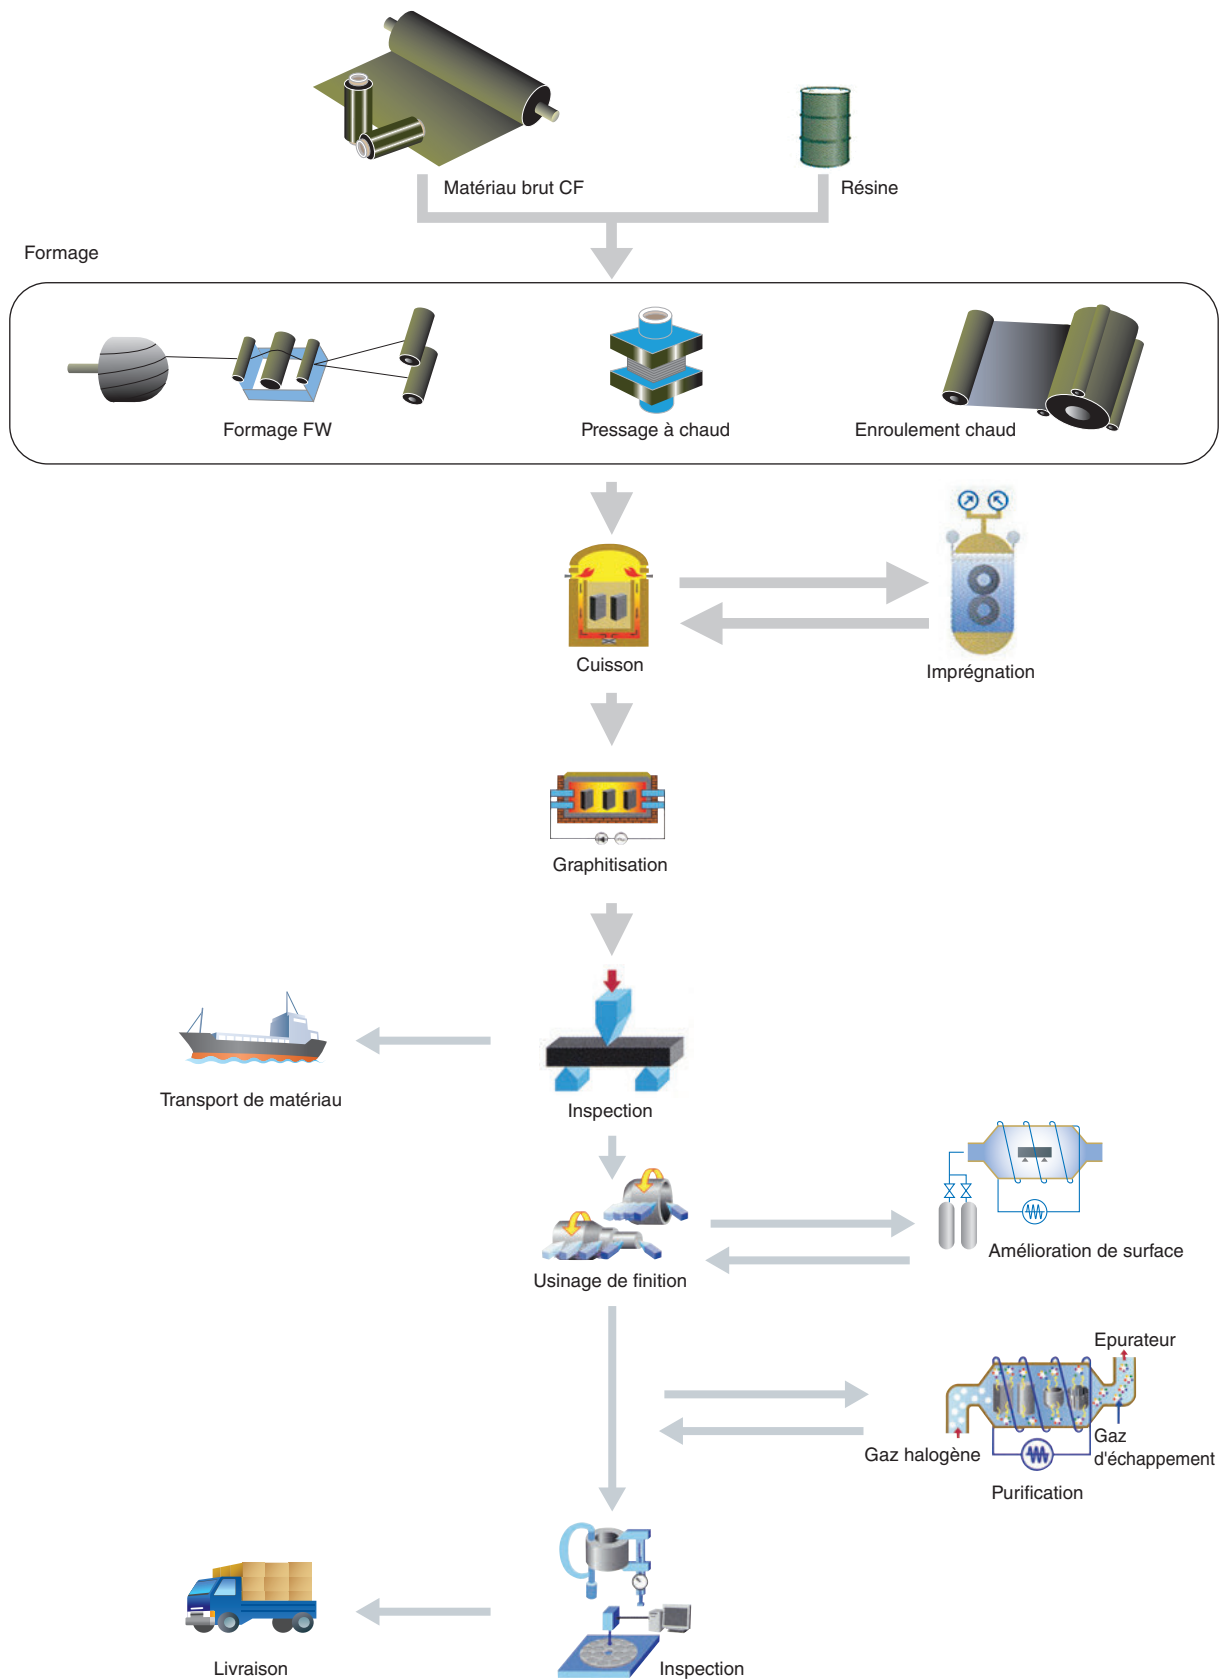 Matériau brut CF
Résine
Formage
Formage FW
Pressage à chaud
Enroulement chaud
Cuisson
Imprégnation
Graphitisation
Transport de matériau
Inspection
Amélioration de surface
Usinage de finition
Epurateur
Gaz halogène
Gaz
d'échappement
Purification
Livraison
Inspection